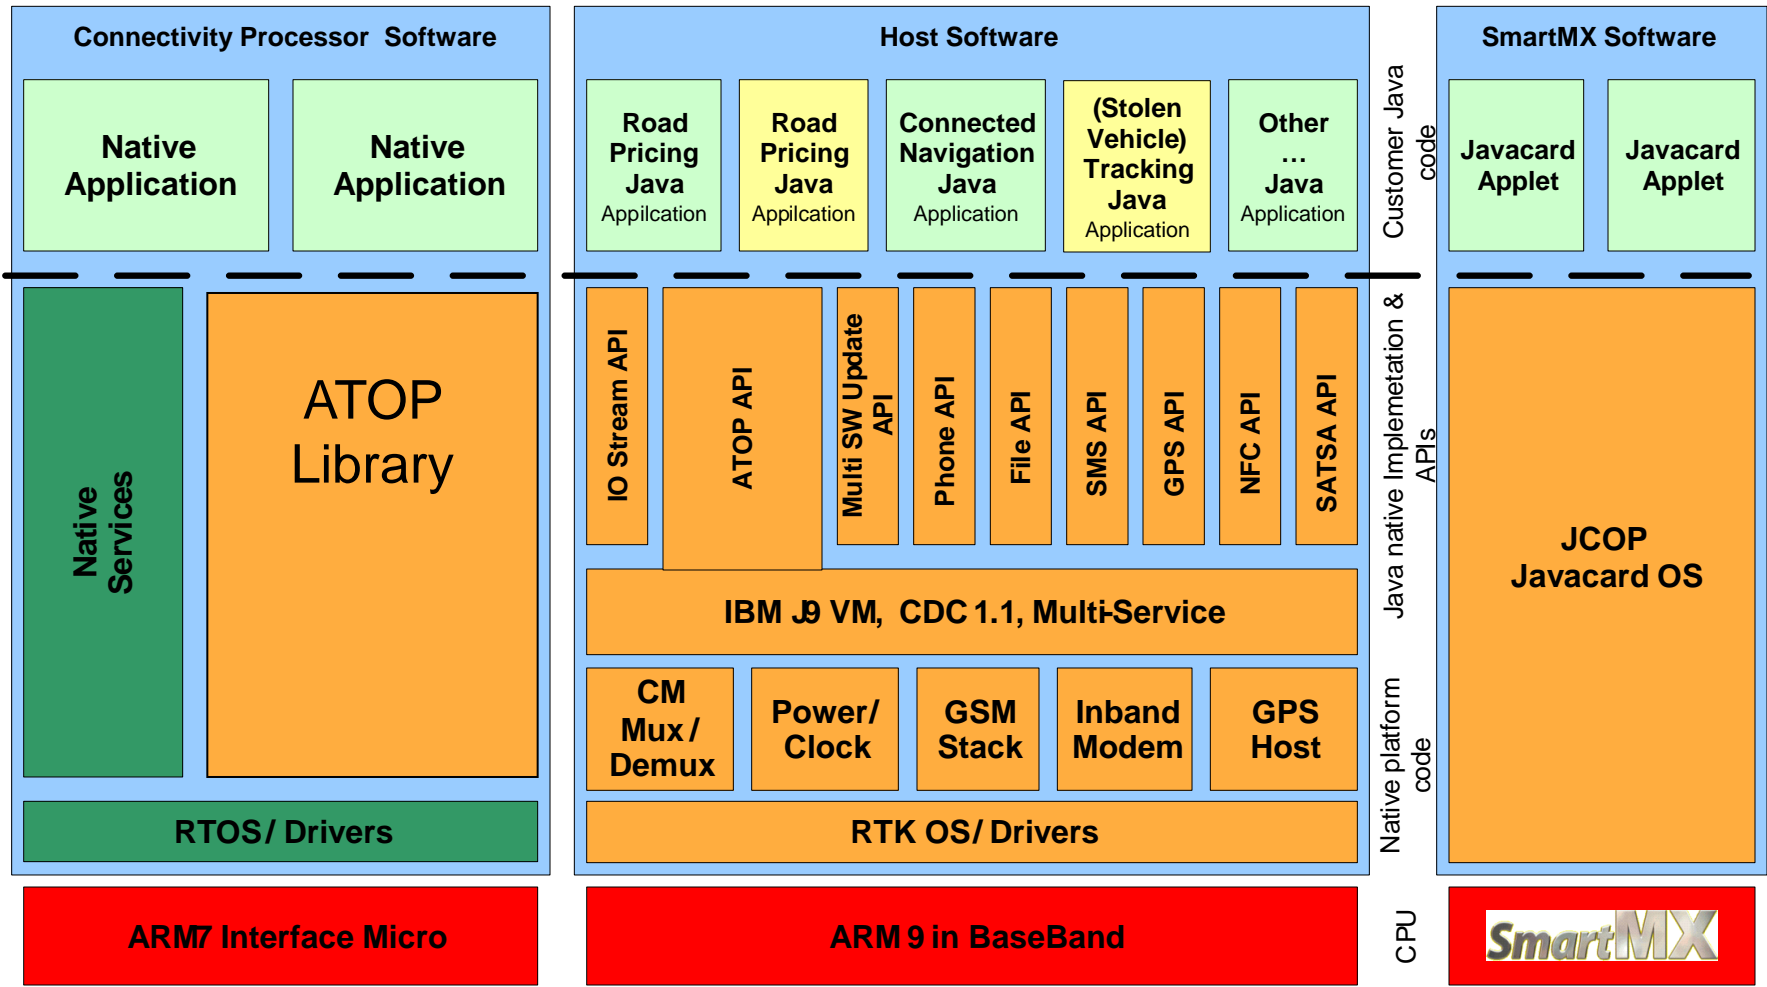 Connectivity Processor Software
Native
Application
Native
Application
Native
Services
ATOP
Library
RTOS/ Drivers
ARM7 Interface Micro
Host Software
Road
Pricing
Java
Appilcation
Road
Pricing
Java
Appilcation
Connected
Navigation
Java
Application
(Stolen
Vehicle)
Tracking
Java
Application
Other
...
Java
Application
IO Stream API
ATOP API
Multi SW Update
API
Phone API
File API
SMS API
GPS API
NFC API
SATSA API
IBM J9 VM, CDC 1.1, Multi-Service
CM
Mux /
Demux
Power/
Clock
GSM
Stack
Inband
Modem
GPS
Host
RTK OS/ Drivers
ARM 9 in BaseBand
Customer Java
code
Java native Implemetation &
APIs
Native platform
code
CPU
SmartMX Software
Javacard
Applet
Javacard
Applet
JCOP
Javacard OS
SmartMX